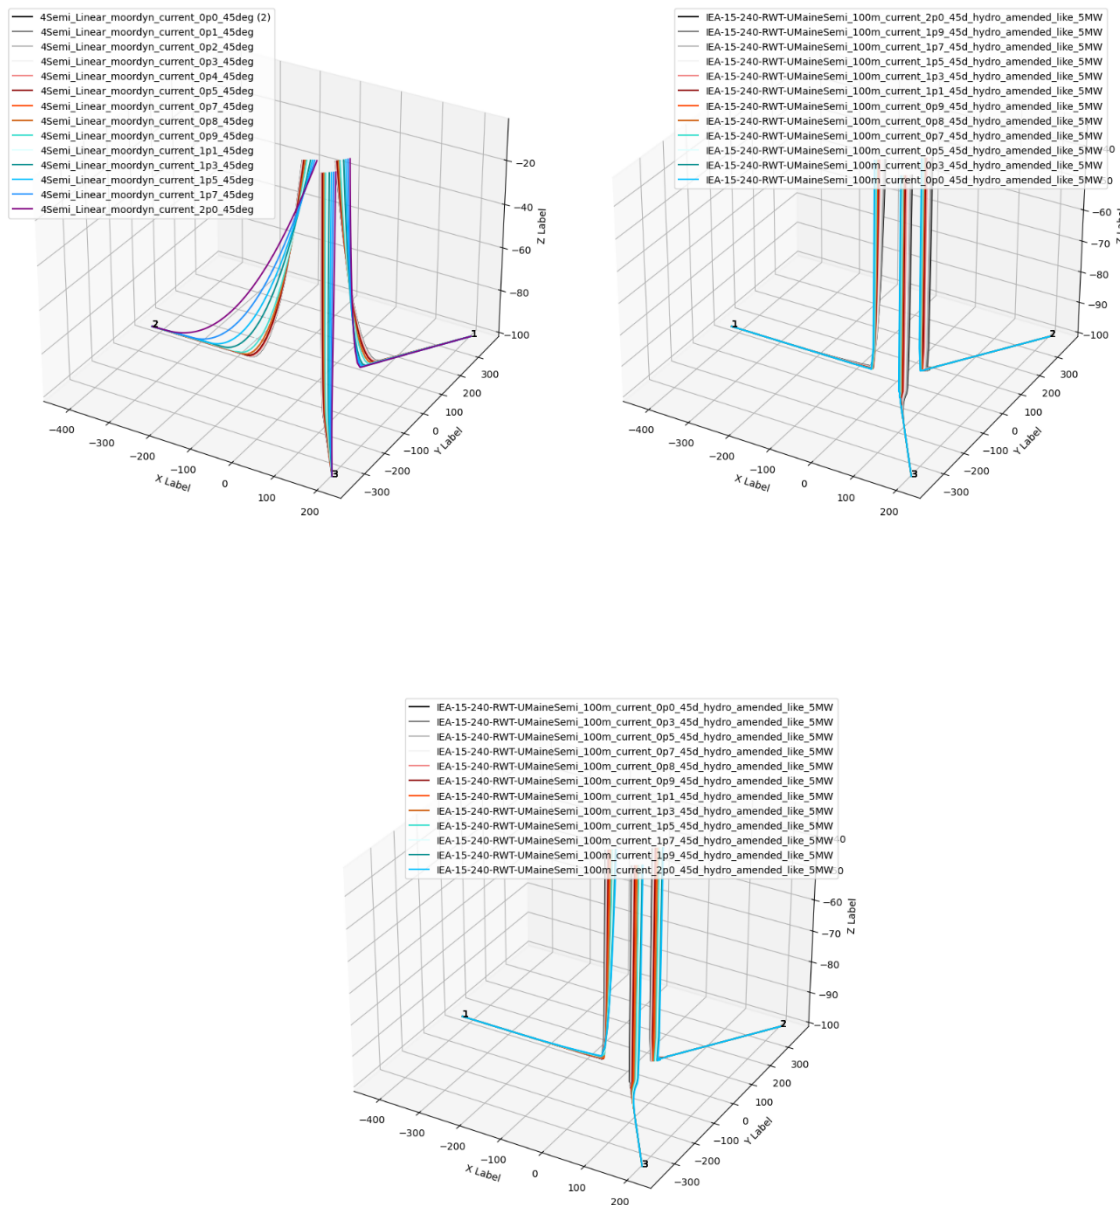 4Semi_Linear_moordyn_current_0p0_45deg (2)
4Semi_Linear_moordyn_current_0p1_45deg
4Semi_Linear_moordyn_current_0p2_45deg
4Semi_Linear_moordyn_current_0p3_45deg
4Semi_Linear_moordyn_current_0p4_45deg
4Semi_Linear_moordyn_current_0p5_45deg
4Semi_Linear_moordyn_current_0p7_45deg
4Semi_Linear_moordyn_current_0p8_45deg
4Semi_Linear_moordyn_current_0p9_45deg
4Semi_Linear_moordyn_current_1p1_45deg
4Semi_Linear_moordyn_current_1p3_45deg
4Semi_Linear_moordyn_current_1p5_45deg
4Semi_Linear_moordyn_current_1p7_45deg
4Semi_Linear_moordyn_current_2p0_45deg
−20
−40
−60
−80
−100
Z Label
2
1
3
300
200
100
0
−100
−200
−300
Y Label
−400
−300
−200
−100
0
100
200
X Label
IEA-15-240-RWT-UMaineSemi_100m_current_2p0_45d_hydro_amended_like_5MW
IEA-15-240-RWT-UMaineSemi_100m_current_1p9_45d_hydro_amended_like_5MW
IEA-15-240-RWT-UMaineSemi_100m_current_1p7_45d_hydro_amended_like_5MW
IEA-15-240-RWT-UMaineSemi_100m_current_1p5_45d_hydro_amended_like_5MW
IEA-15-240-RWT-UMaineSemi_100m_current_1p3_45d_hydro_amended_like_5MW
IEA-15-240-RWT-UMaineSemi_100m_current_1p1_45d_hydro_amended_like_5MW
IEA-15-240-RWT-UMaineSemi_100m_current_0p9_45d_hydro_amended_like_5MW
IEA-15-240-RWT-UMaineSemi_100m_current_0p8_45d_hydro_amended_like_5MW
IEA-15-240-RWT-UMaineSemi_100m_current_0p7_45d_hydro_amended_like_5MW
IEA-15-240-RWT-UMaineSemi_100m_current_0p5_45d_hydro_amended_like_5MW
IEA-15-240-RWT-UMaineSemi_100m_current_0p3_45d_hydro_amended_like_5MW
IEA-15-240-RWT-UMaineSemi_100m_current_0p0_45d_hydro_amended_like_5MW
−60
−70
−80
−90
−100
Z Label
1
2
3
300
200
100
0
−100
−200
−300
Y Label
−400
−300
−200
−100
0
100
200
X Label
IEA-15-240-RWT-UMaineSemi_100m_current_0p0_45d_hydro_amended_like_5MW
IEA-15-240-RWT-UMaineSemi_100m_current_0p3_45d_hydro_amended_like_5MW
IEA-15-240-RWT-UMaineSemi_100m_current_0p5_45d_hydro_amended_like_5MW
IEA-15-240-RWT-UMaineSemi_100m_current_0p7_45d_hydro_amended_like_5MW
IEA-15-240-RWT-UMaineSemi_100m_current_0p8_45d_hydro_amended_like_5MW
IEA-15-240-RWT-UMaineSemi_100m_current_0p9_45d_hydro_amended_like_5MW
IEA-15-240-RWT-UMaineSemi_100m_current_1p1_45d_hydro_amended_like_5MW
IEA-15-240-RWT-UMaineSemi_100m_current_1p3_45d_hydro_amended_like_5MW
IEA-15-240-RWT-UMaineSemi_100m_current_1p5_45d_hydro_amended_like_5MW
IEA-15-240-RWT-UMaineSemi_100m_current_1p7_45d_hydro_amended_like_5MW
IEA-15-240-RWT-UMaineSemi_100m_current_1p9_45d_hydro_amended_like_5MW
IEA-15-240-RWT-UMaineSemi_100m_current_2p0_45d_hydro_amended_like_5MW
−60
−70
−80
−90
−100
Z Label
1
2
3
300
200
100
0
−100
−200
−300
Y Label
−400
−300
−200
−100
0
100
200
X Label